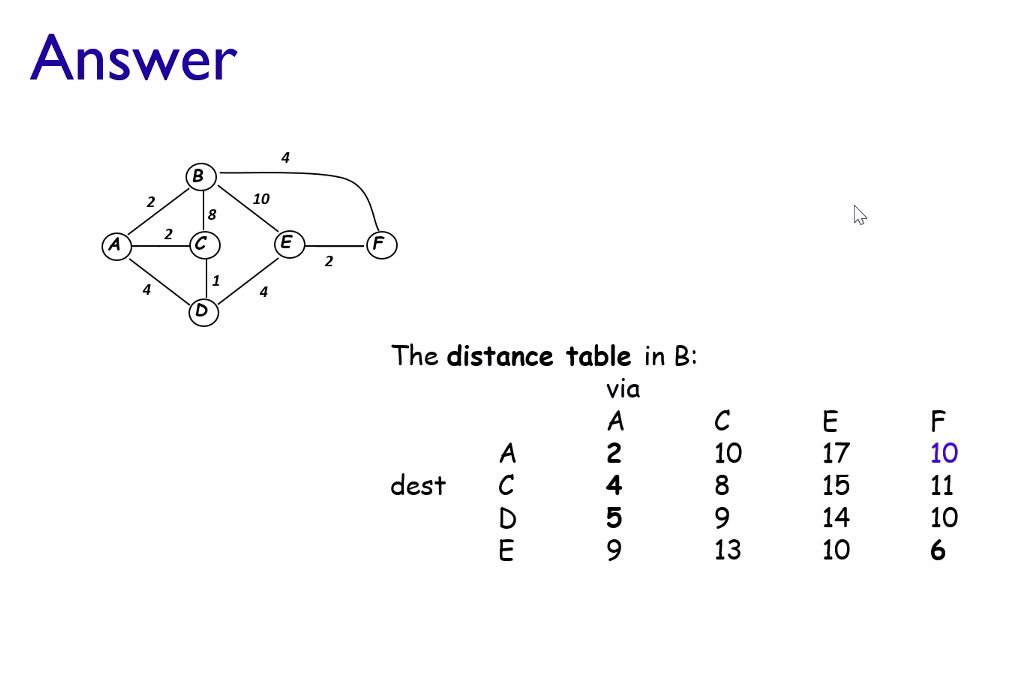 Answer
4
B
2
10
8
A
2
C
E
F
2
1
4
4
D
The distance table in B:
via
A C E F
A 2 10 17 10
dest C 4 8 15 11
D 5 9 14 10
E 9 13 10 6